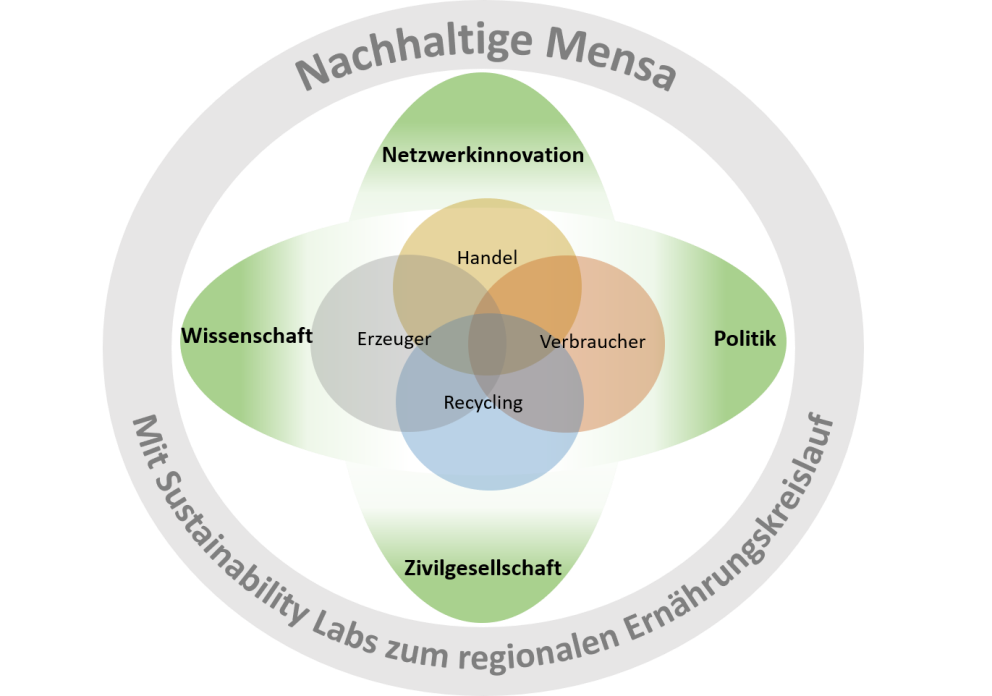 Nachhaltige Mensa
Netzwerkinnovation
Handel
Wissenschaft
Erzeuger
Verbraucher
Politik
Recycling
Zivilgesellschaft
Mit Sustainability Labs zum regionalen Ernährungskreislauf